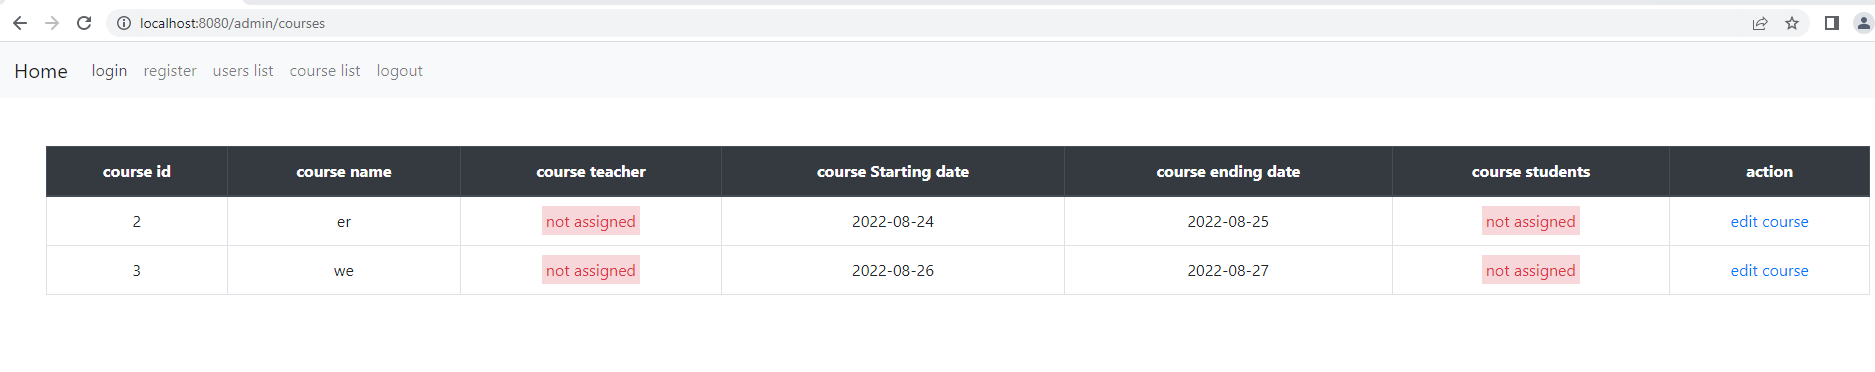 localhost:8080/admin/courses
Home login register users list course list logout
course id course name course teacher course Starting date course ending date course students action
2 er not assigned 2022-08-24 2022-08-25 not assigned edit course
3 we not assigned 2022-08-26 2022-08-27 not assigned edit course